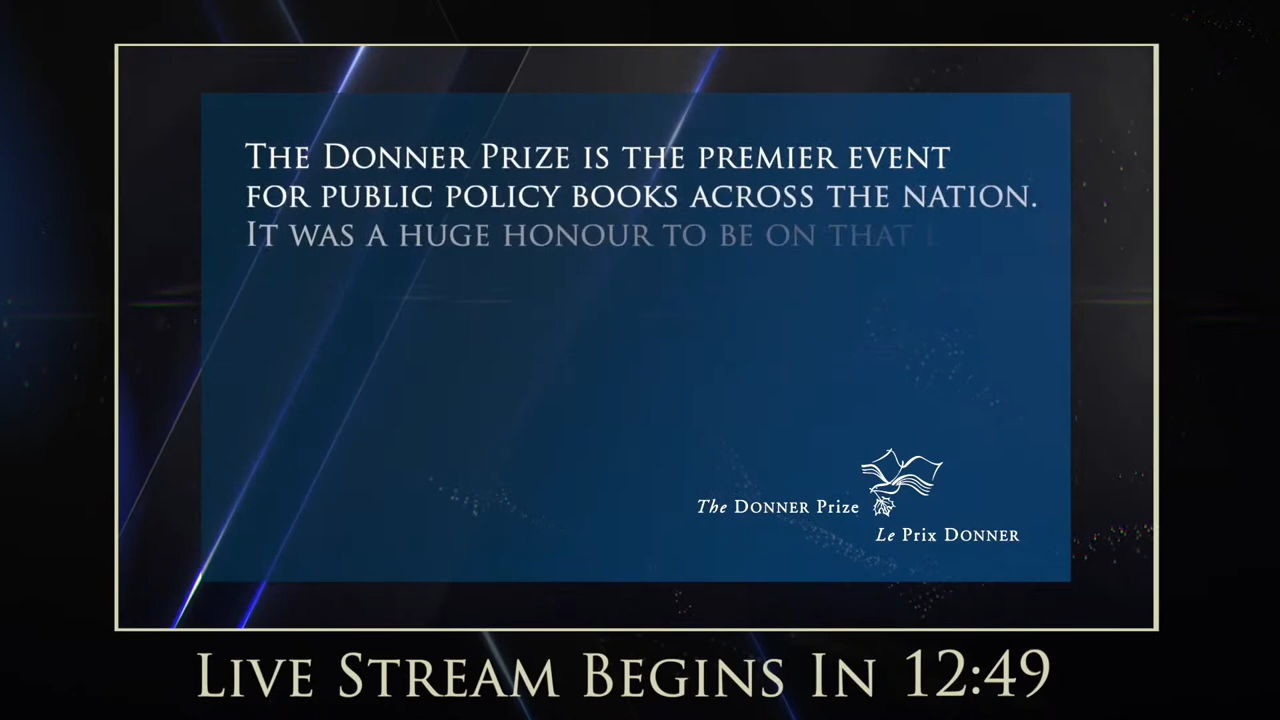 THE DONNER PRIZE IS THE PREMIER EVENT
FOR PUBLIC POLICY BOOKS ACROSS THE NATION.
IT WAS A HUGE HONOUR TO BE ON THAT
The DONNER Prize
Le Prix DONNER
LIVE STREAM BEGINS IN 12:49